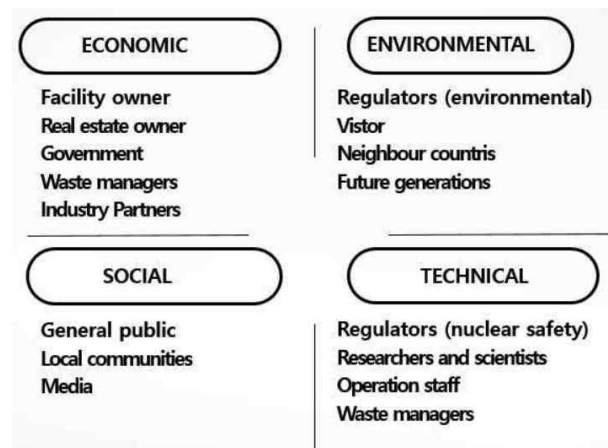 ECONOMIC
Facility owner
Real estate owner
Government
Waste managers
Industry Partners
ENVIRONMENTAL
Regulators (environmental)
Vistor
Neighbour countris
Future generations
SOCIAL
General public
Local communities
Media
TECHNICAL
Regulators (nuclear safety)
Researchers and scientists
Operation staff
Waste managers